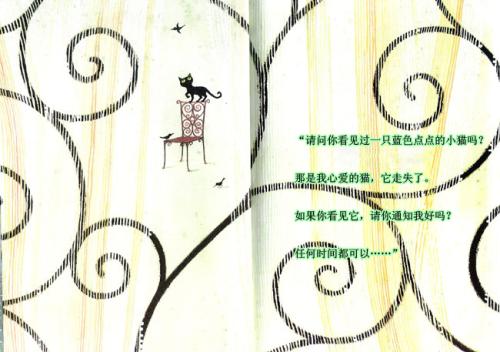 “请问你看见过一只蓝色点点的小猫吗？
那是我心爱的猫，它走失了。
如果你看见它，请你通知我好吗？
任何时间都可以……”